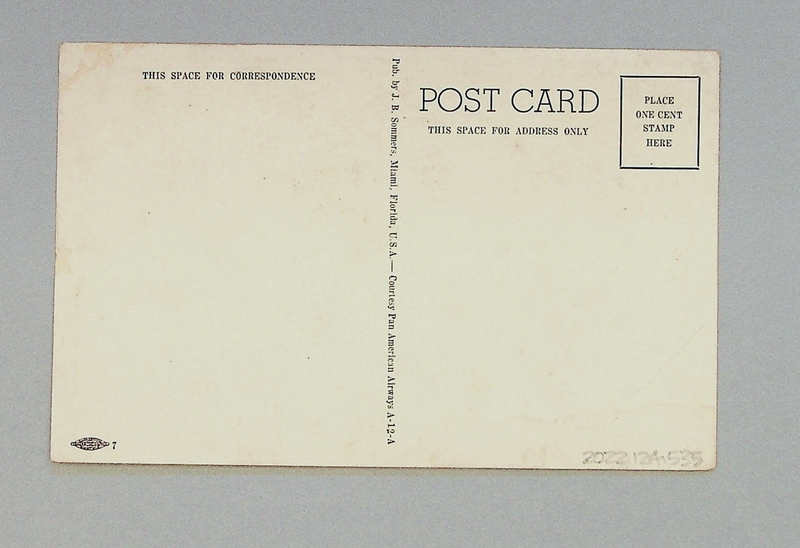 THIS SPACE FOR CORRESPONDENCE
Pub. by J. B. Sommers, Miami, Florida, U.S.A.— Courtesy Pan American Airways A-12-A
POST CARD
THIS SPACE FOR ADDRESS ONLY
PLACE
ONE CENT
STAMP
HERE
7
2022.124.535